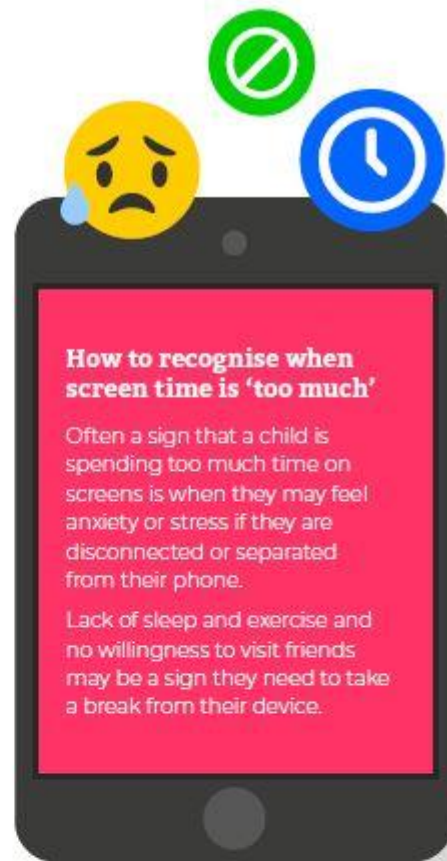 How to recognise when
screen time is ‘too much’
Often a sign that a child is
spending too much time on
screens is when they may feel
anxiety or stress if they are
disconnected or separated
from their phone.
Lack of sleep and exercise and
no willingness to visit friends
may be a sign they need to take
a break from their device.